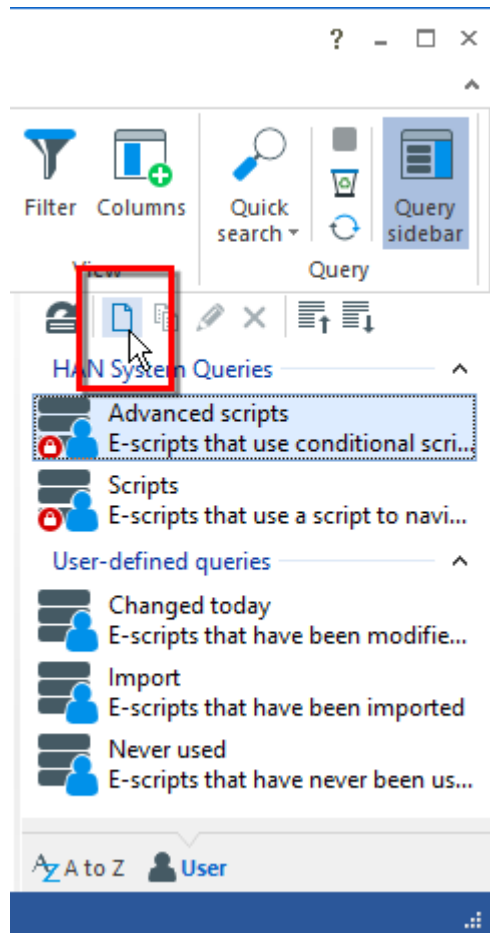 ?
Filter Columns Quick search Query sidebar
View Query
HAN System Queries
Advanced scripts
E-scripts that use conditional scri...
Scripts
E-scripts that use a script to navi...
User-defined queries
Changed today
E-scripts that have been modifie...
Import
E-scripts that have been imported
Never used
E-scripts that have never been us...
A to Z User